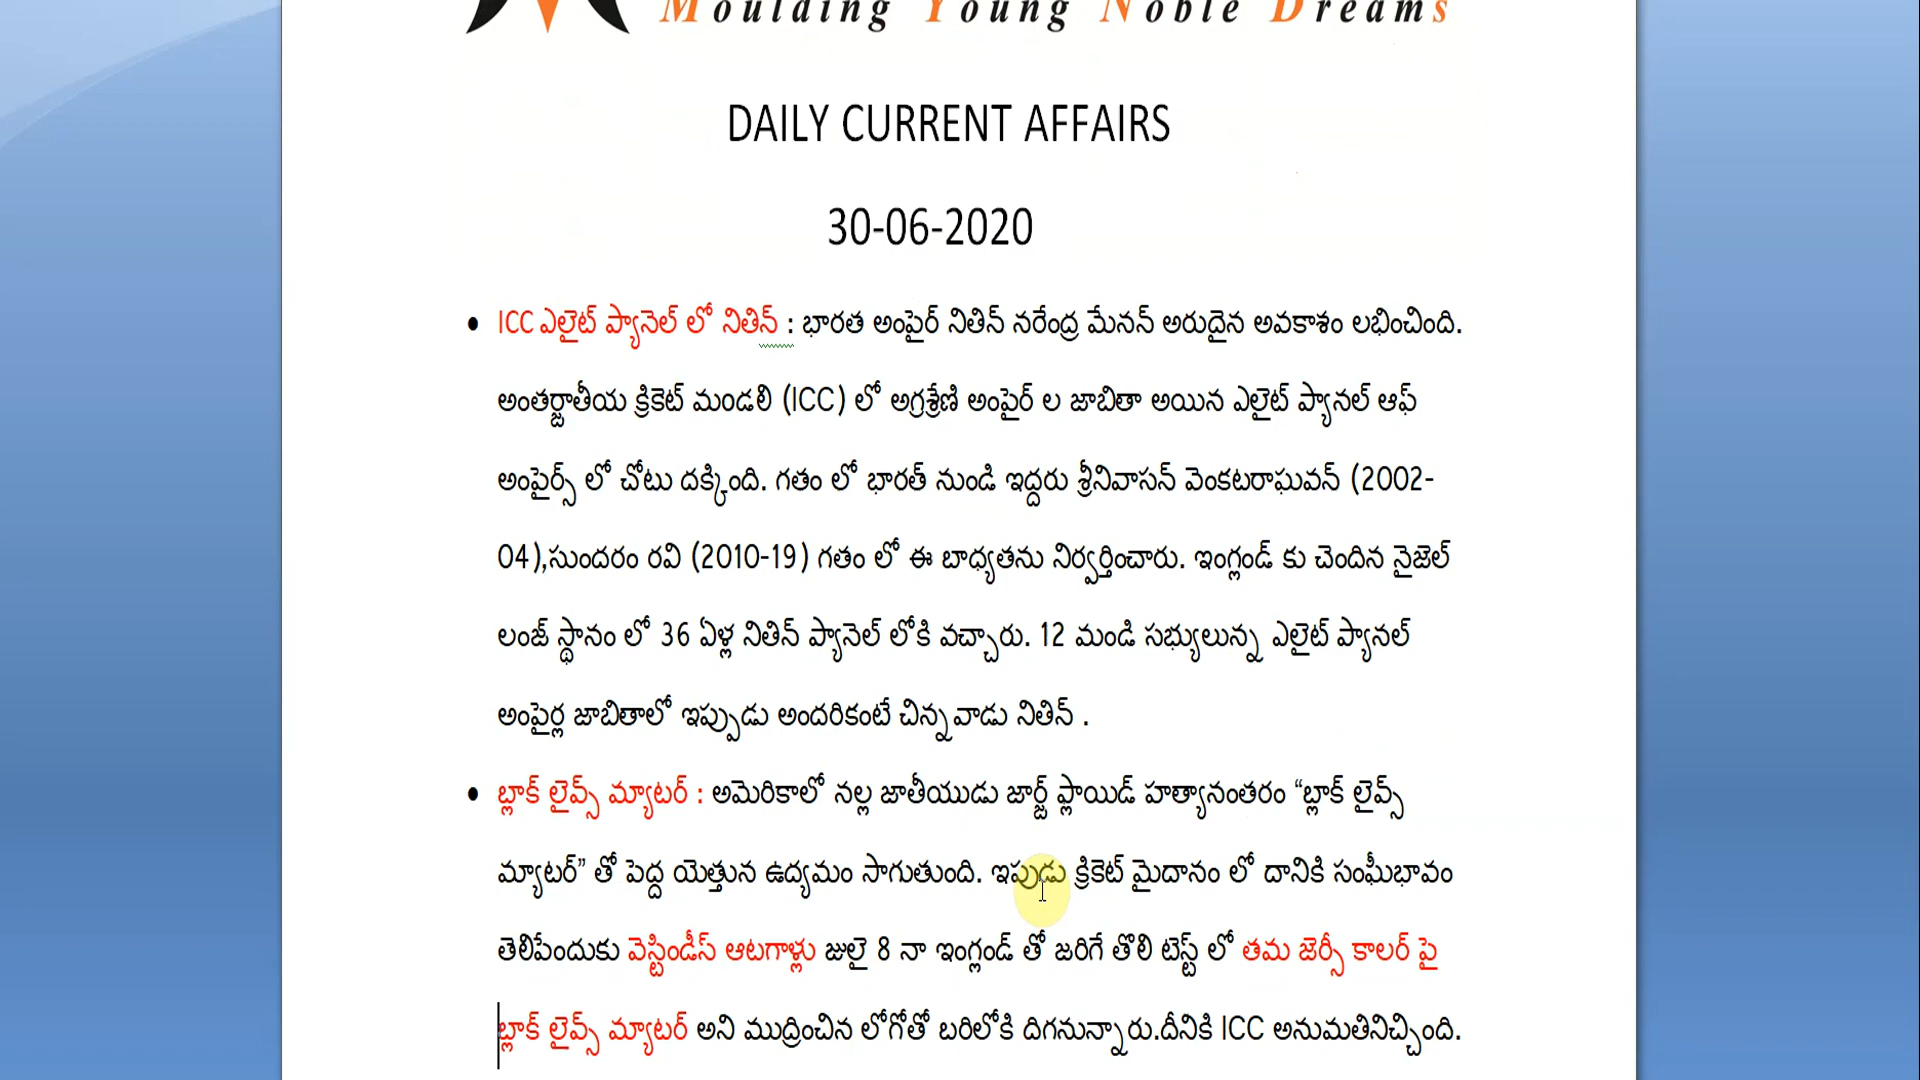 Moulding Young Noble Dreams
DAILY CURRENT AFFAIRS
30-06-2020
• ICC ఎలైట్ ప్యానెల్ లో నితిన్ : భారత అంపైర్ నితిన్ నరేంద్ర మేనన్ అరుదైన అవకాశం లభించింది.
అంతర్జాతీయ క్రికెట్ మండలి (ICC) లో అగ్రశ్రేణి అంపైర్ ల జాబితా అయిన ఎలైట్ ప్యానల్ ఆఫ్
అంపైర్స్ లో చోటు దక్కింది. గతం లో భారత్ నుండి ఇద్దరు శ్రీనివాసన్ వెంకటరాఘవన్ (2002-
04),సుందరం రవి (2010-19) గతం లో ఈ బాధ్యతను నిర్వర్తించారు. ఇంగ్లండ్ కు చెందిన నైజెల్
లంజ్ స్థానం లో 36 ఏళ్ల నితిన్ ప్యానెల్ లోకి వచ్చారు. 12 మండి సభ్యులున్న ఎలైట్ ప్యానల్
అంపైర్ల జాబితాలో ఇప్పుడు అందరికంటే చిన్నవాడు నితిన్ .
• బ్లాక్ లైవ్స్ మ్యాటర్ : అమెరికాలో నల్ల జాతీయుడు జార్జ్ ఫ్లాయిడ్ హత్యానంతరం “బ్లాక్ లైవ్స్
మ్యాటర్” తో పెద్ద యెత్తున ఉద్యమం సాగుతుంది. ఇపుడు క్రికెట్ మైదానం లో దానికి సంఘీభావం
తెలిపేందుకు వెస్టిండీస్ ఆటగాళ్లు జులై 8 నా ఇంగ్లండ్ తో జరిగే తొలి టెస్ట్ లో తమ జెర్సీ కాలర్ పై
బ్లాక్ లైవ్స్ మ్యాటర్ అని ముద్రించిన లోగోతో బరిలోకి దిగనున్నారు.దీనికి ICC అనుమతినిచ్చింది.